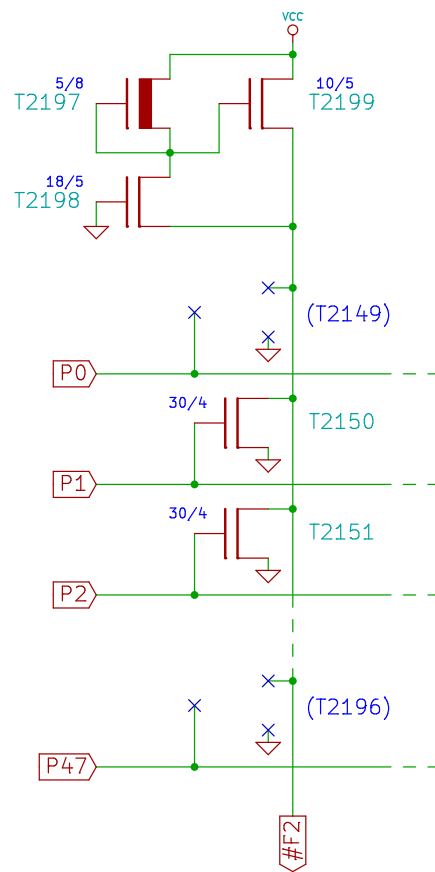 VCC
5/8
T2197
10/5
T2199
18/5
T2198
(T2149)
P0
30/4
T2150
P1
30/4
T2151
P2
(T2196)
P47
#F2